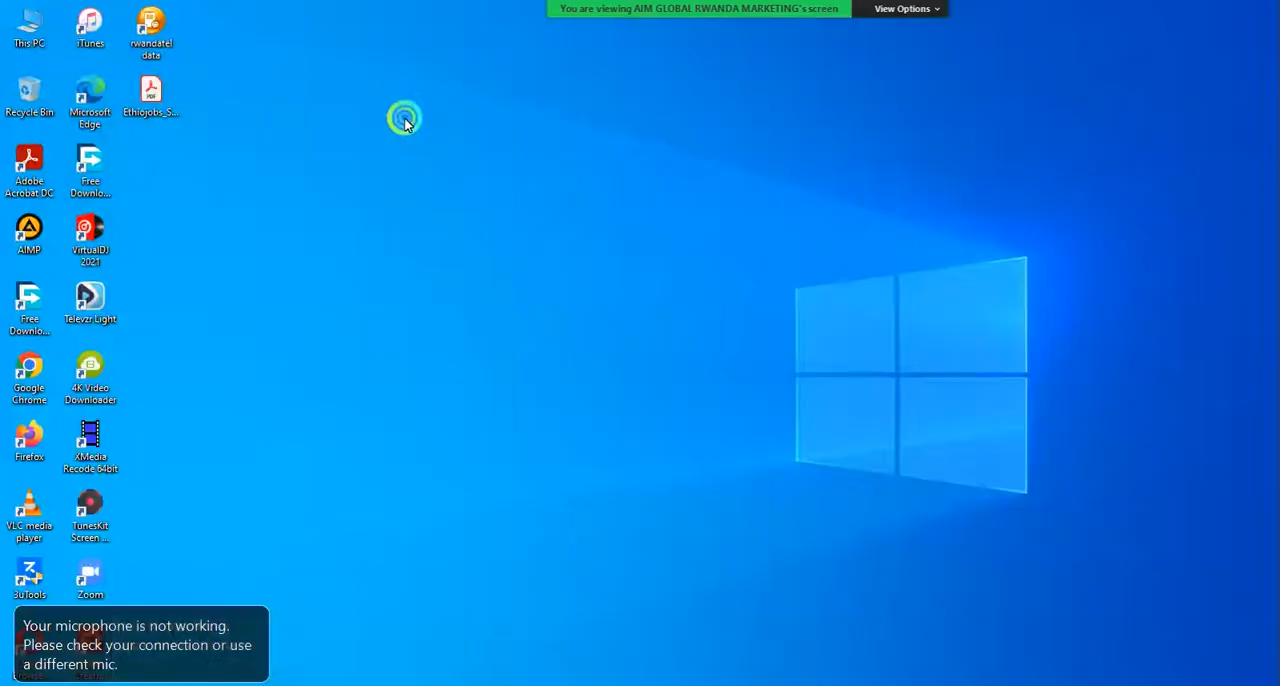 You are viewing AIM GLOBAL RWANDA MARKETING's screen
View Options
This PC
iTunes
rwandatel
data
Recycle Bin
Microsoft
Edge
Ethiojobs_S...
PDF
Adobe
Acrobat DC
Free
Downlo...
AIMP
VirtualDJ
2021
Free
Downlo...
Televzr Light
Google
Chrome
4K Video
Downloader
Firefox
XMedia
Recode 64bit
VLC media
player
TunesKit
Screen ...
3uTools
Zoom
Your microphone is not working.
Please check your connection or use
a different mic.